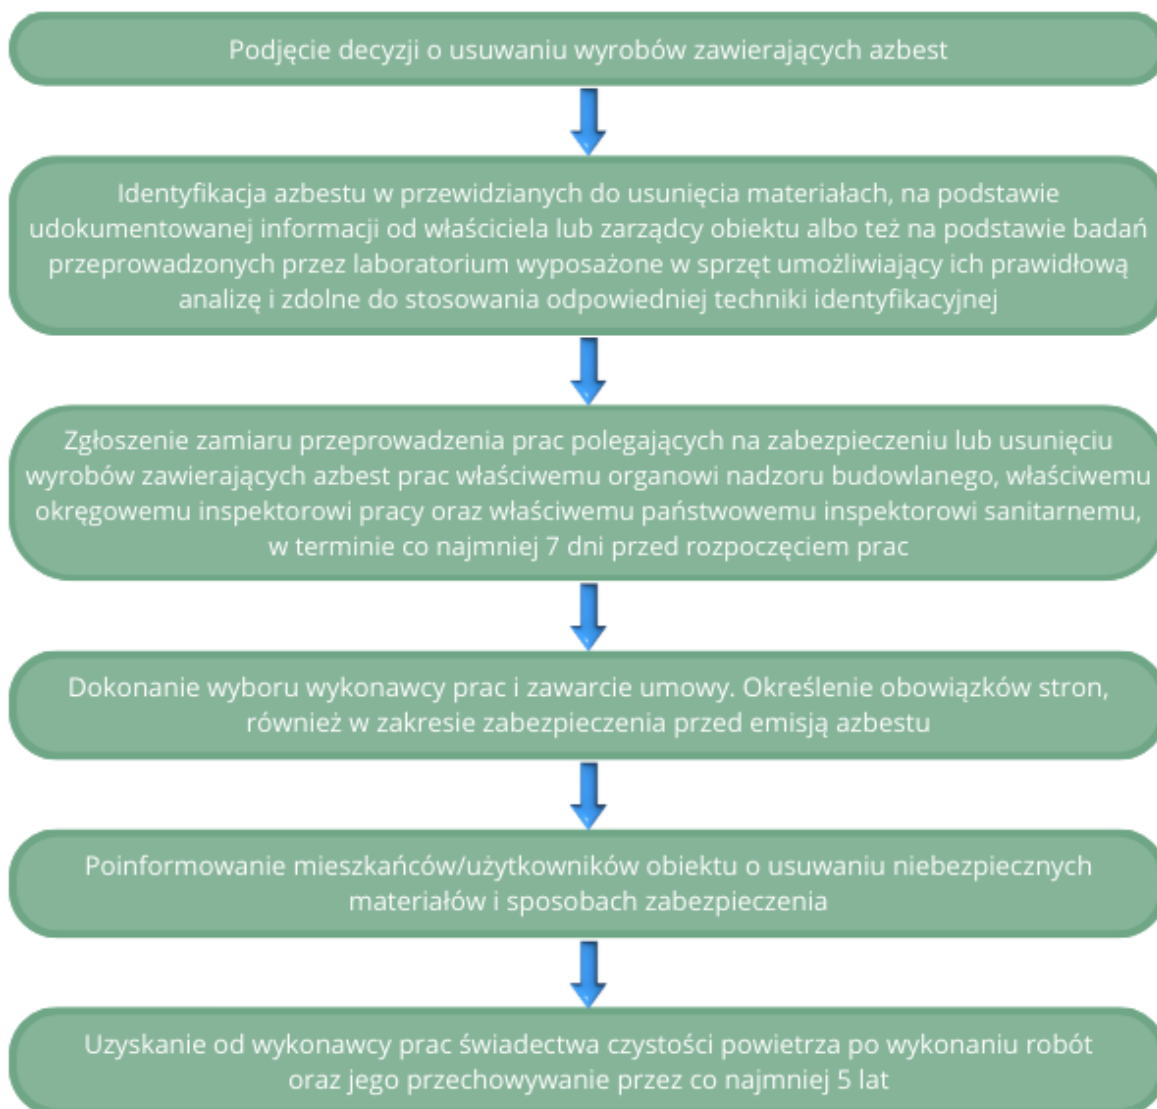 Podjęcie decyzji o usuwaniu wyrobów zawierających azbest
Identyfikacja azbestu w przewidzianych do usunięcia materiałach, na podstawie
udokumentowanej informacji od właściciela lub zarządcy obiektu albo też na podstawie badań
przeprowadzonych przez laboratorium wyposażone w sprzęt umożliwiający ich prawidłową
analizę i zdolne do stosowania odpowiedniej techniki identyfikacyjnej
Zgłoszenie zamiaru przeprowadzenia prac polegających na zabezpieczeniu lub usunięciu
wyrobów zawierających azbest prac właściwemu organowi nadzoru budowlanego, właściwemu
okręgowemu inspektorowi pracy oraz właściwemu państwowemu inspektorowi sanitarnemu,
w terminie co najmniej 7 dni przed rozpoczęciem prac
Dokonanie wyboru wykonawcy prac i zawarcie umowy. Określenie obowiązków stron,
również w zakresie zabezpieczenia przed emisją azbestu
Poinformowanie mieszkańców/użytkowników obiektu o usuwaniu niebezpiecznych
materiałów i sposobach zabezpieczenia
Uzyskanie od wykonawcy prac świadectwa czystości powietrza po wykonaniu robót
oraz jego przechowywanie przez co najmniej 5 lat